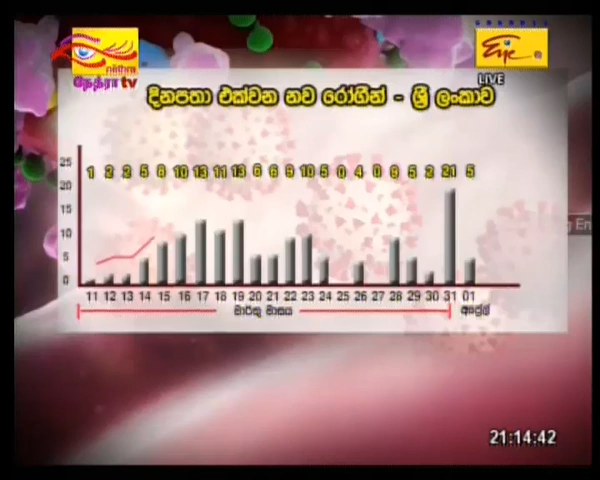 නේත්‍රා
நேத்ரா tv
CHANNEL
Eye
LIVE
දිනපතා එක්වන නව රෝගීන් - ශ්‍රී ලංකාව
1 2 2 5 8 10 13 11 13 6 6 9 10 5 0 4 0 9 5 2 21 5
25
20
15
10
5
0
11 12 13 14 15 16 17 18 19 20 21 22 23 24 25 26 27 28 29 30 31 01
මාර්තු මාසය අප්‍රේල්
21:14:42